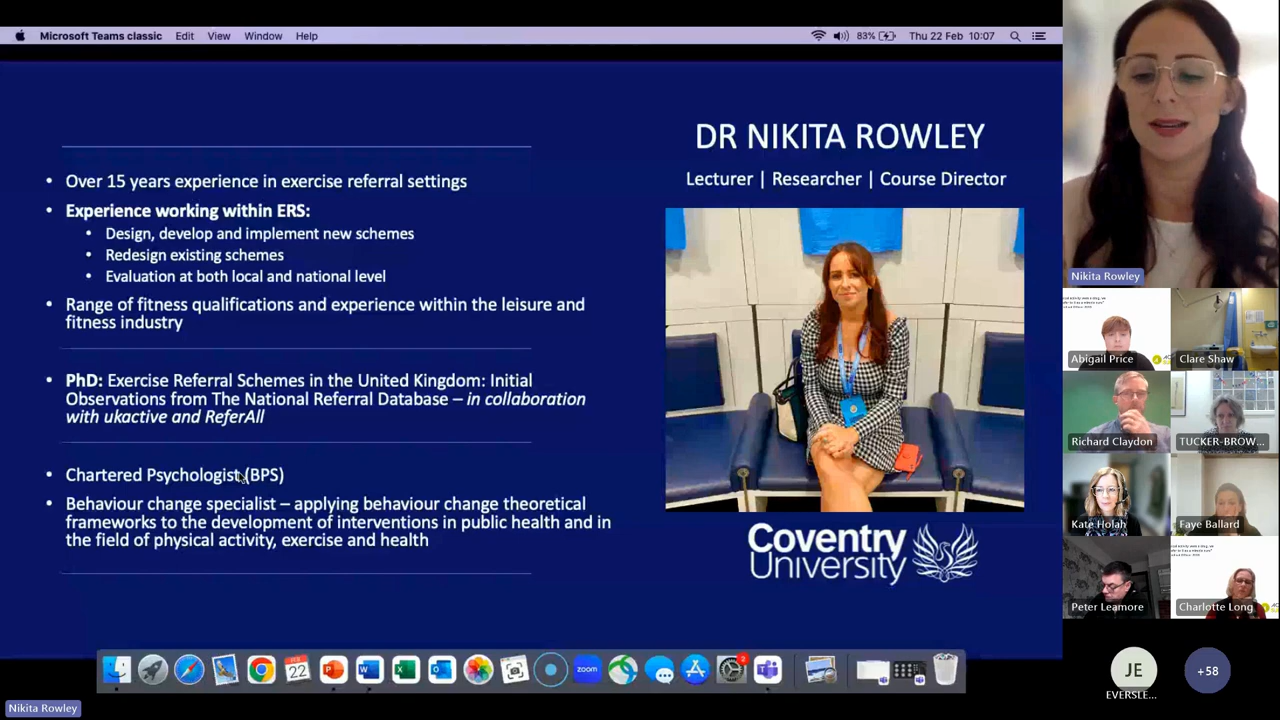 Microsoft Teams classic Edit View Window Help
83% Thu 22 Feb 10:07
DR NIKITA ROWLEY
Lecturer | Researcher | Course Director
• Over 15 years experience in exercise referral settings
• Experience working within ERS:
• Design, develop and implement new schemes
• Redesign existing schemes
• Evaluation at both local and national level
• Range of fitness qualifications and experience within the leisure and
fitness industry
• PhD: Exercise Referral Schemes in the United Kingdom: Initial
Observations from The National Referral Database – in collaboration
with ukactive and ReferAll
• Chartered Psychologist (BPS)
• Behaviour change specialist – applying behaviour change theoretical
frameworks to the development of interventions in public health and in
the field of physical activity, exercise and health
Coventry
University
22
zoom
2
Nikita Rowley
Nikita Rowley
Abigail Price
Clare Shaw
Richard Claydon
TUCKER-BROW...
Kate Holah
Faye Ballard
Peter Leamore
Charlotte Long
JE
EVERSLE...
+58